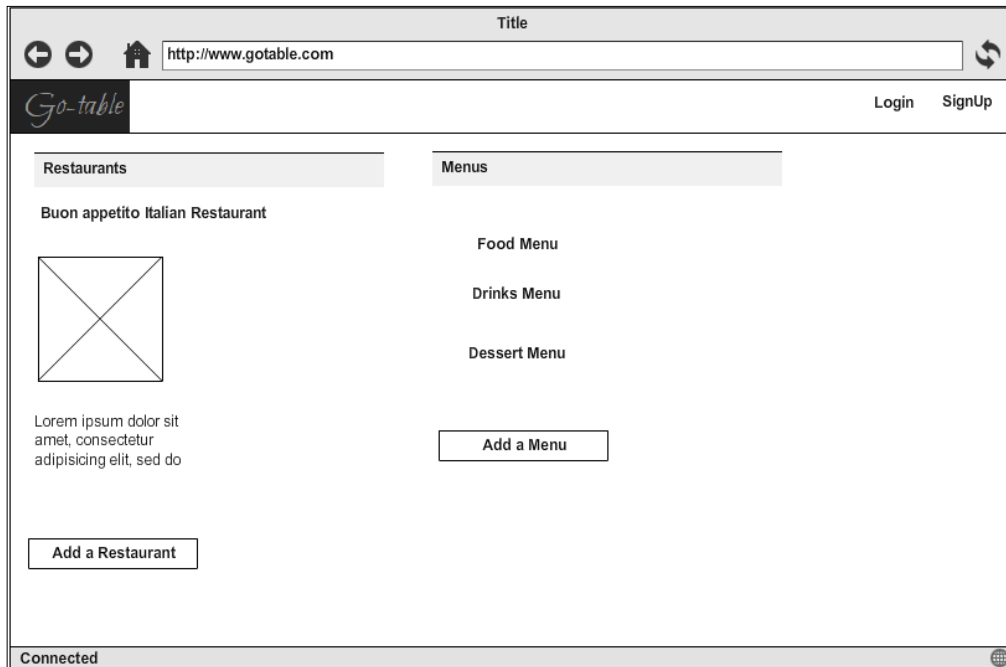 Title
http://www.gotable.com
Go-table
Login SignUp
Restaurants
Buon appetito Italian Restaurant
Lorem ipsum dolor sit
amet, consectetur
adipisicing elit, sed do
Add a Restaurant
Menus
Food Menu
Drinks Menu
Dessert Menu
Add a Menu
Connected